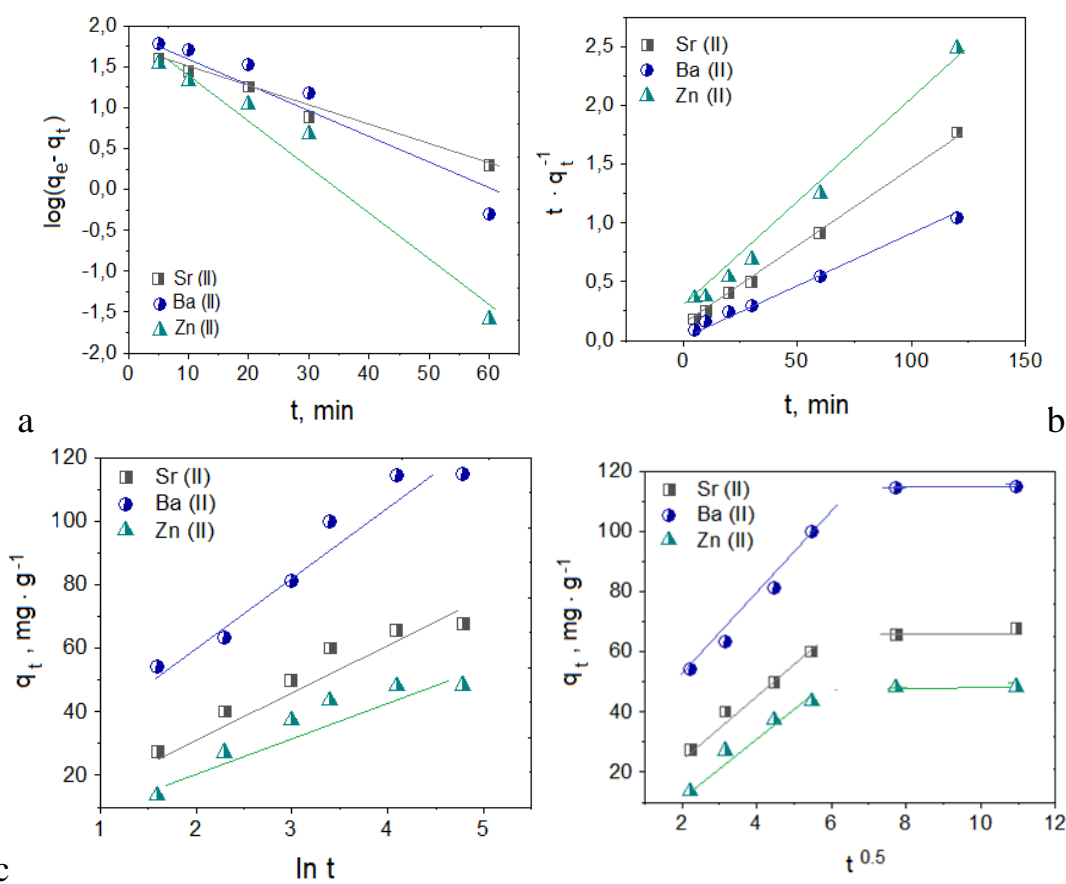 2,0
1,5
1,0
0,5
0,0
-0,5
-1,0
-1,5
-2,0
log(qₑ- qₜ)
Sr (II)
Ba (II)
Zn (II)
0 10 20 30 40 50 60
t, min
a
2,5
2,0
1,5
1,0
0,5
0,0
t · qₜ⁻¹
Sr (II)
Ba (II)
Zn (II)
0 50 100 150
t, min
b
120
100
80
60
40
20
qₜ , mg · g⁻¹
Sr (II)
Ba (II)
Zn (II)
1 2 3 4 5
ln t
c
120
100
80
60
40
20
qₜ , mg · g⁻¹
Sr (II)
Ba (II)
Zn (II)
2 4 6 8 10 12
t ⁰·⁵